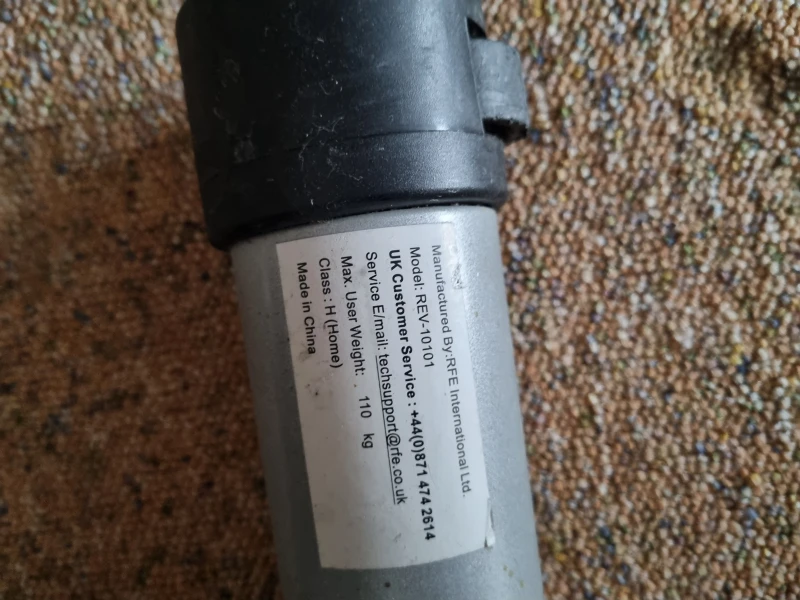 Manufactured By:RFE International Ltd.
Model: REV-10101
UK Customer Service : +44(0)871 474 2614
Service E/mail: techsupport@rfe.co.uk
Max. User Weight: . 110 kg
Class : H (Home)
Made in China